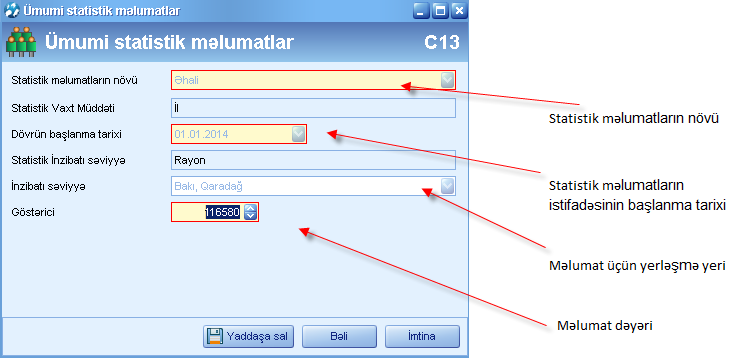 Ümumi statistik məlumatlar
Ümumi statistik məlumatlar C13
Statistik məlumatların növü Əhali
Statistik Vaxt Müddəti İl
Dövrün başlanma tarixi 01.01.2014
Statistik İnzibatı səviyyə Rayon
İnzibatı səviyyə Bakı, Qaradağ
Göstərici 116580
Yaddaşa sal Bəli İmtina
Statistik məlumatların növü
Statistik məlumatların
istifadəsinin başlanma tarixi
Məlumat üçün yerləşmə yeri
Məlumat dəyəri